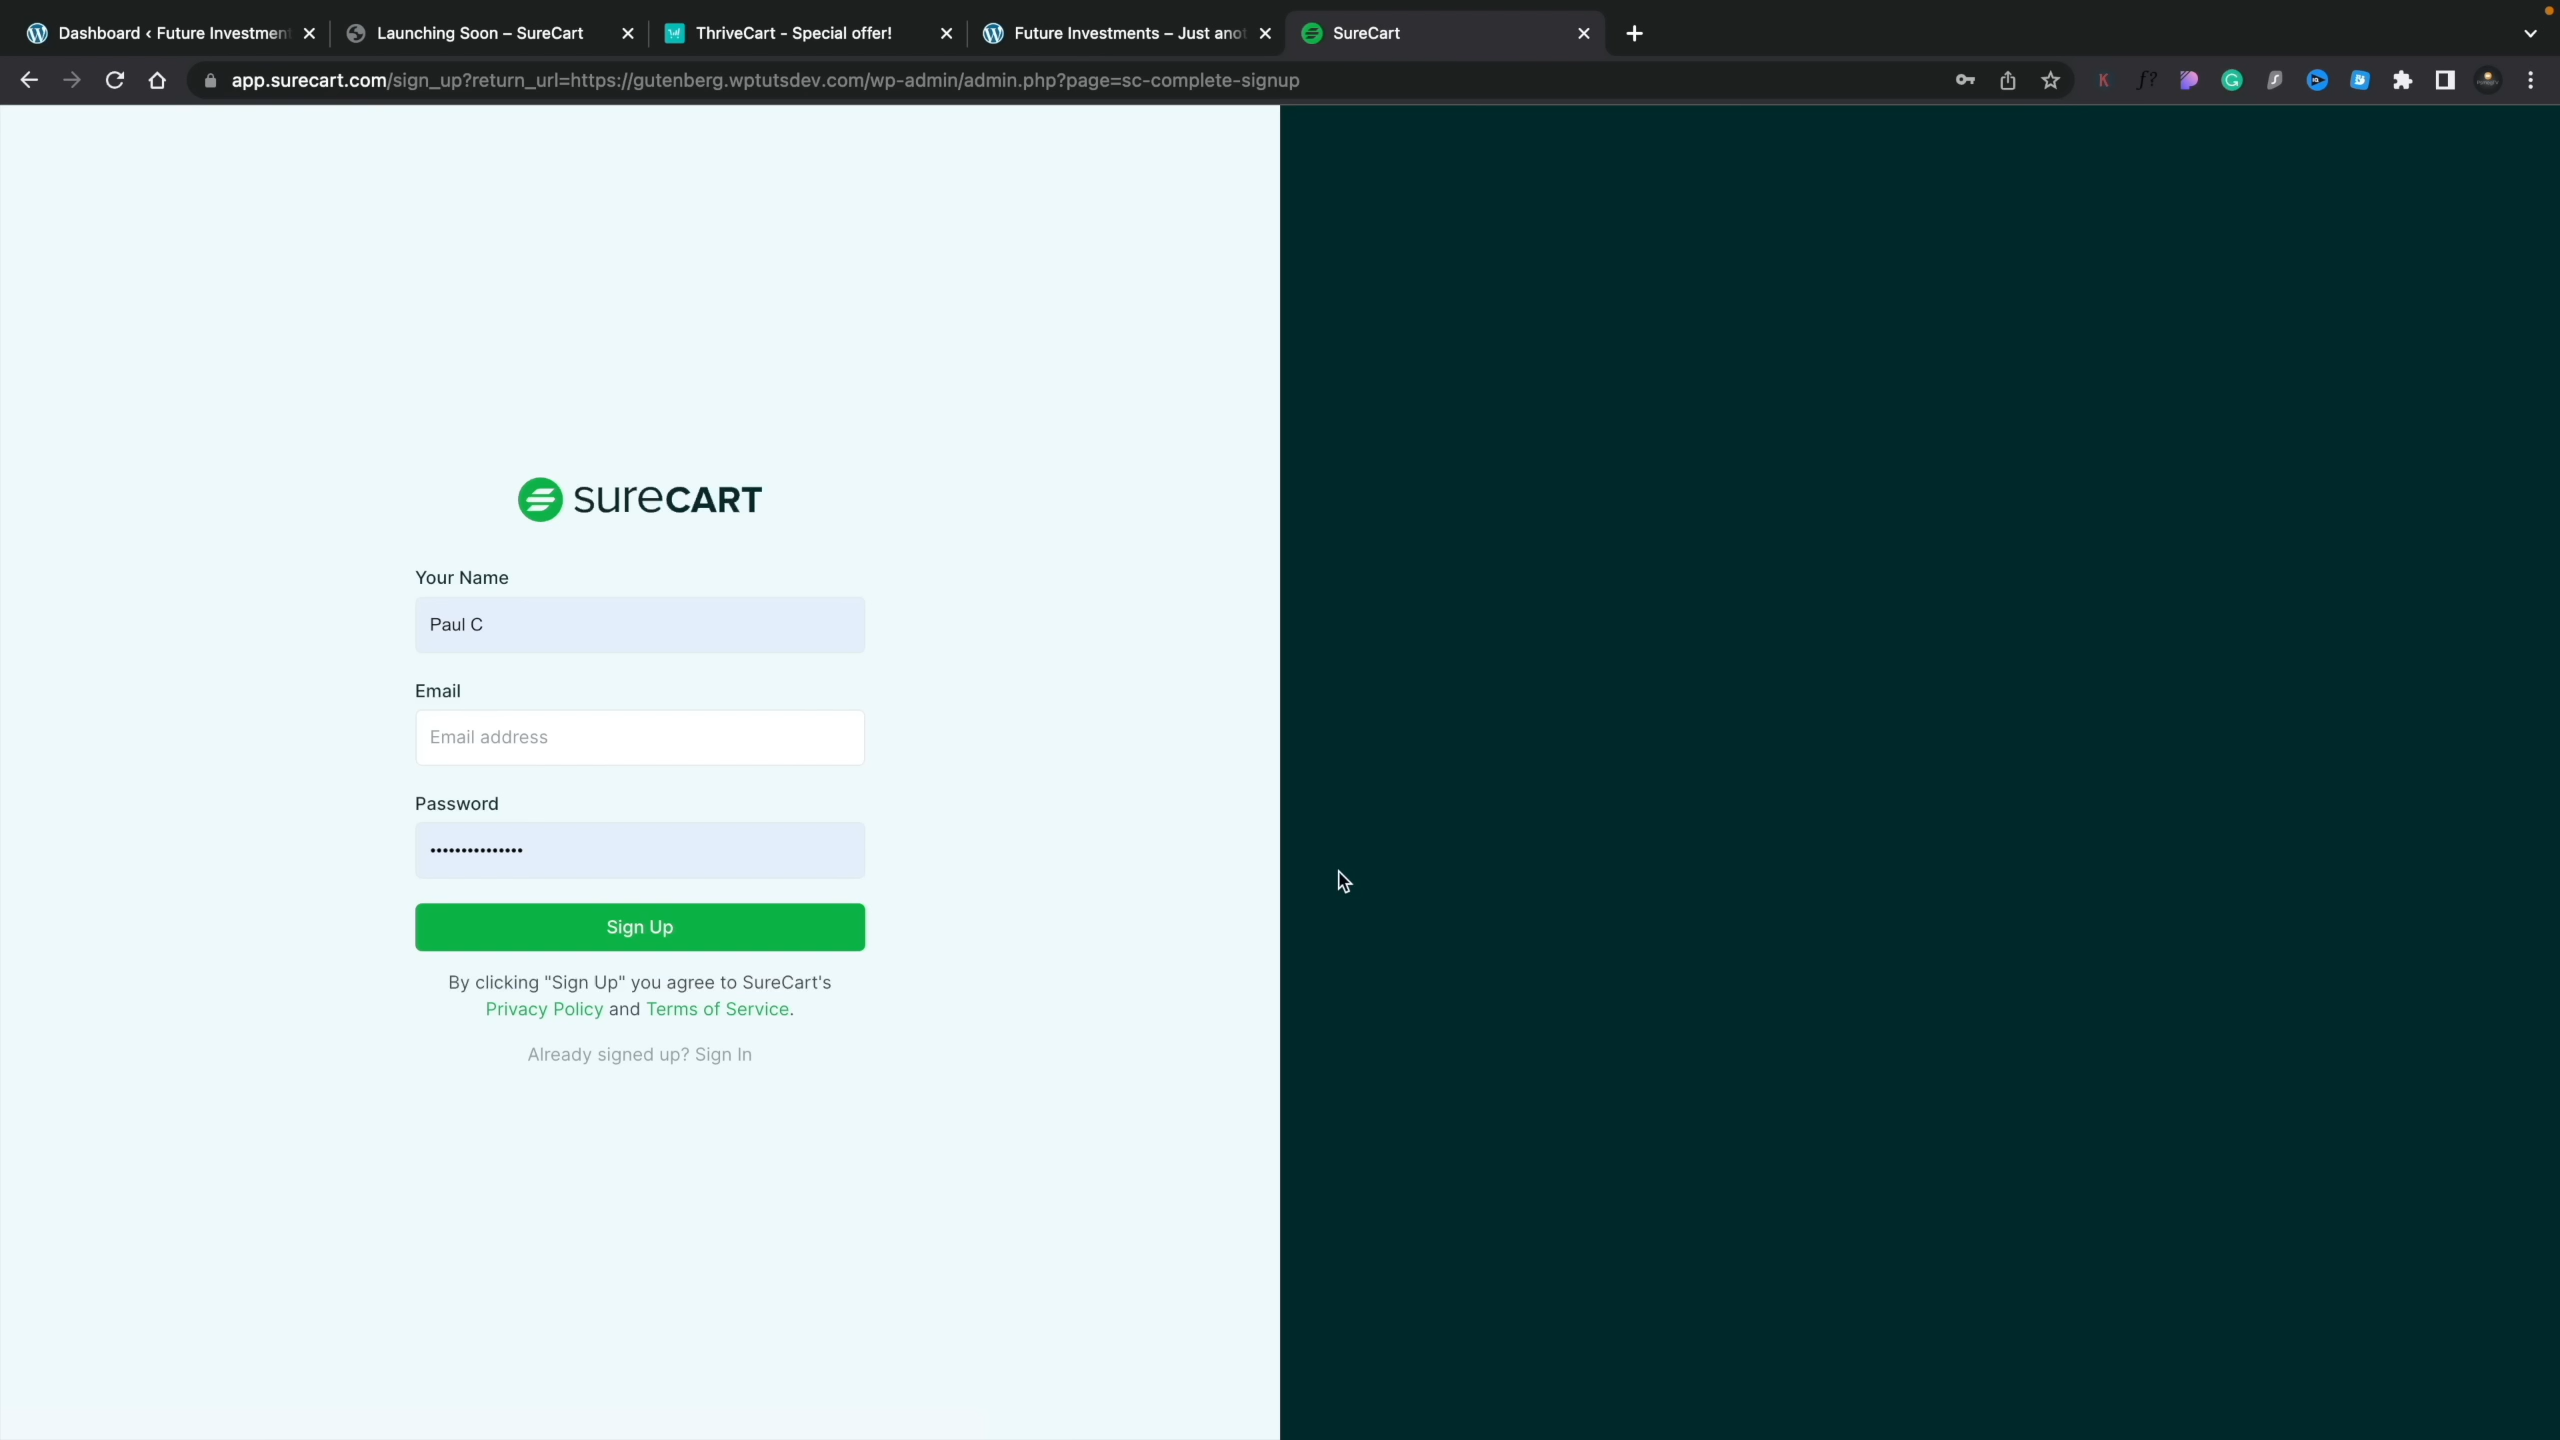 Dashboard ‹ Future Investment
Launching Soon – SureCart
ThriveCart - Special offer!
Future Investments – Just anot
SureCart
app.surecart.com/sign_up?return_url=https://gutenberg.wptutsdev.com/wp-admin/admin.php?page=sc-complete-signup
sureCART
Your Name
Paul C
Email
Email address
Password
•••••••••••••••
Sign Up
By clicking "Sign Up" you agree to SureCart's
Privacy Policy and Terms of Service.
Already signed up? Sign In